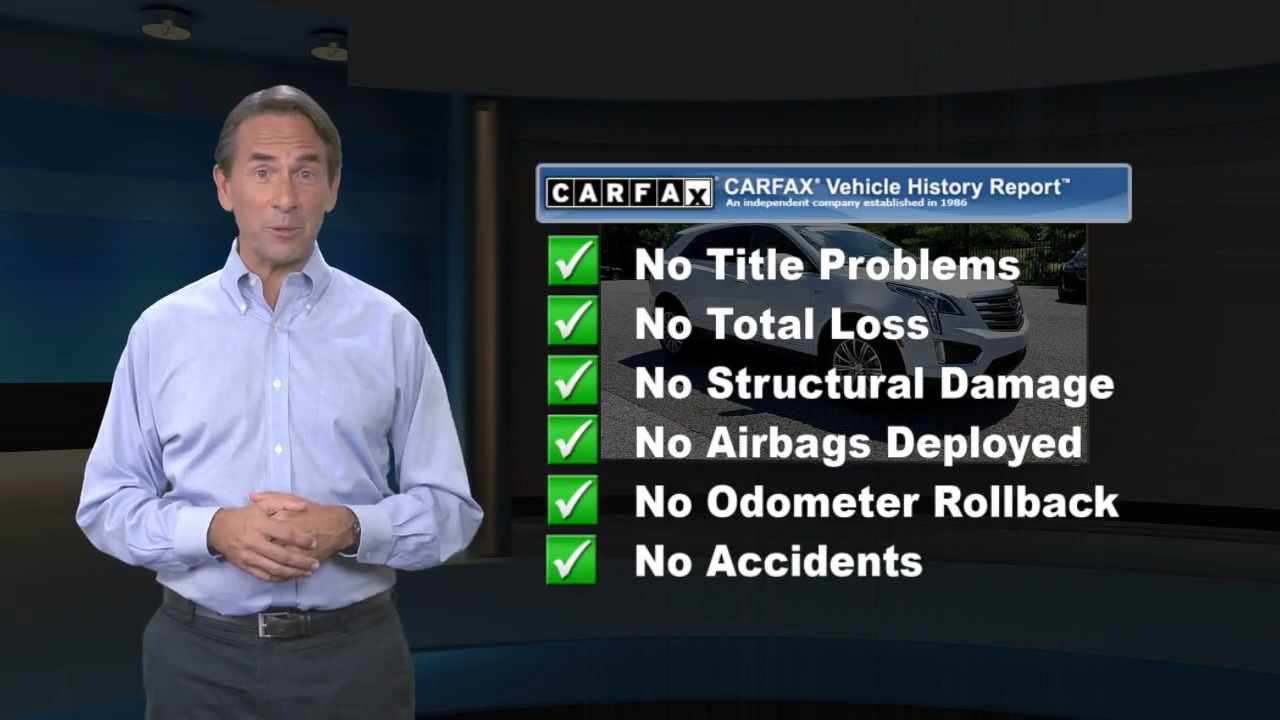 CARFAX CARFAX® Vehicle History Report™
An independent company established in 1986
No Title Problems
No Total Loss
No Structural Damage
No Airbags Deployed
No Odometer Rollback
No Accidents